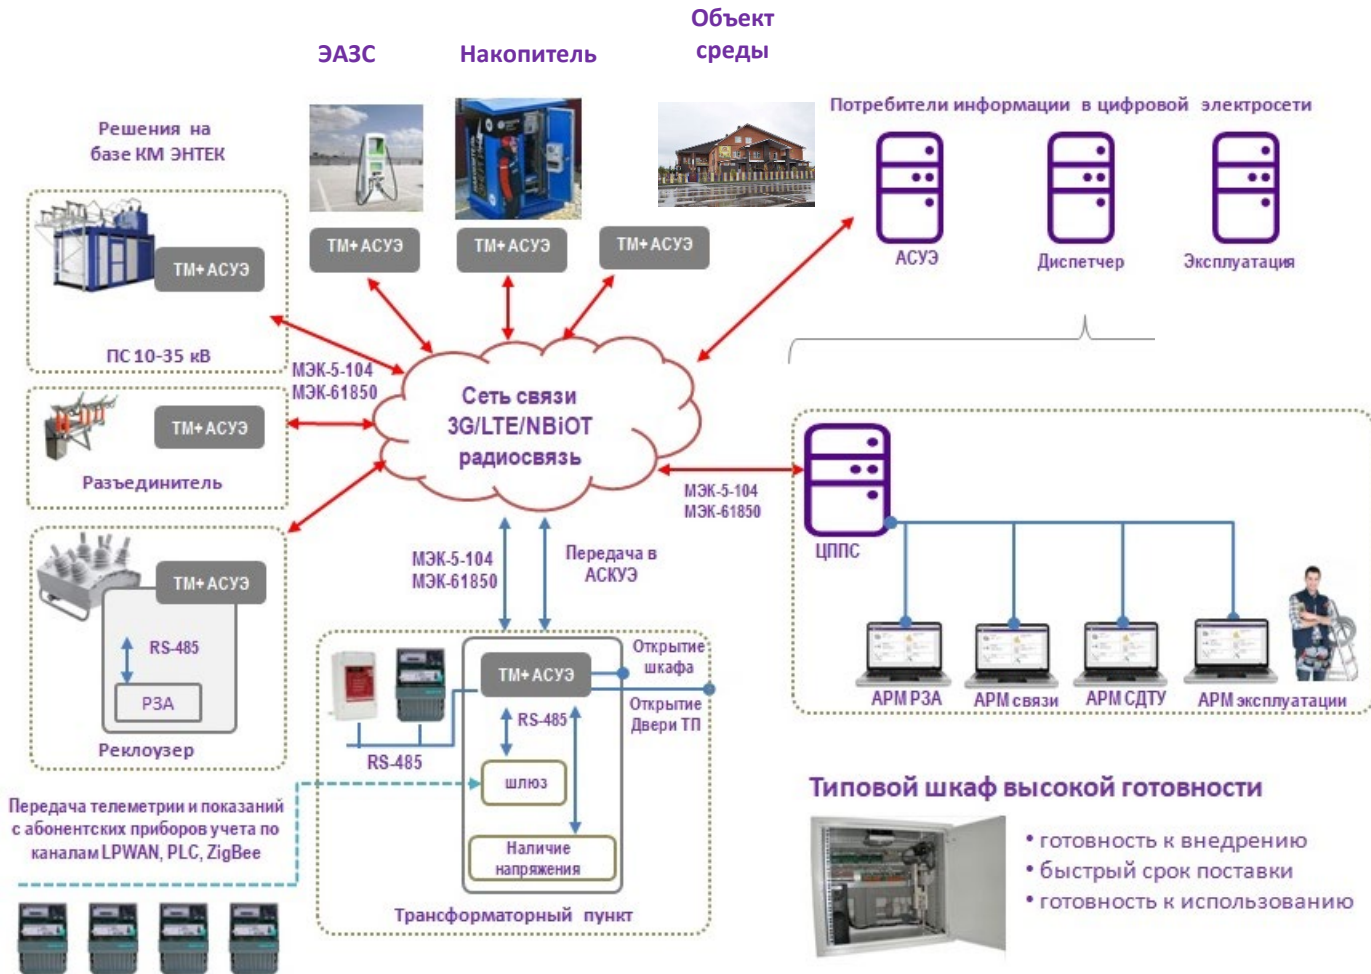 ЭАЗС
Накопитель
Объект
среды
Решения на
базе КМ ЭНТЕК
Потребители информации в цифровой электросети
ТМ+АСУЭ
ТМ+АСУЭ
ТМ+АСУЭ
ТМ+АСУЭ
АСУЭ
Диспетчер
Эксплуатация
ПС 10-35 кВ
МЭК-5-104
МЭК-61850
ТМ+АСУЭ
Разъединитель
Сеть связи
3G/LTE/NBiOT
радиосвязь
МЭК-5-104
МЭК-61850
ЦППС
ТМ+АСУЭ
RS-485
РЗА
Реклоузер
МЭК-5-104
МЭК-61850
Передача в
АСКУЭ
ТМ+АСУЭ
Открытие
шкафа
Открытие
Двери ТП
RS-485
RS-485
шлюз
Наличие
напряжения
Трансформаторный пункт
АРМ РЗА
АРМ связи
АРМ СДТУ
АРМ эксплуатации
Передача телеметрии и показаний
с абонентских приборов учета по
каналам LPWAN, PLC, ZigBee
Типовой шкаф высокой готовности
• готовность к внедрению
• быстрый срок поставки
• готовность к использованию